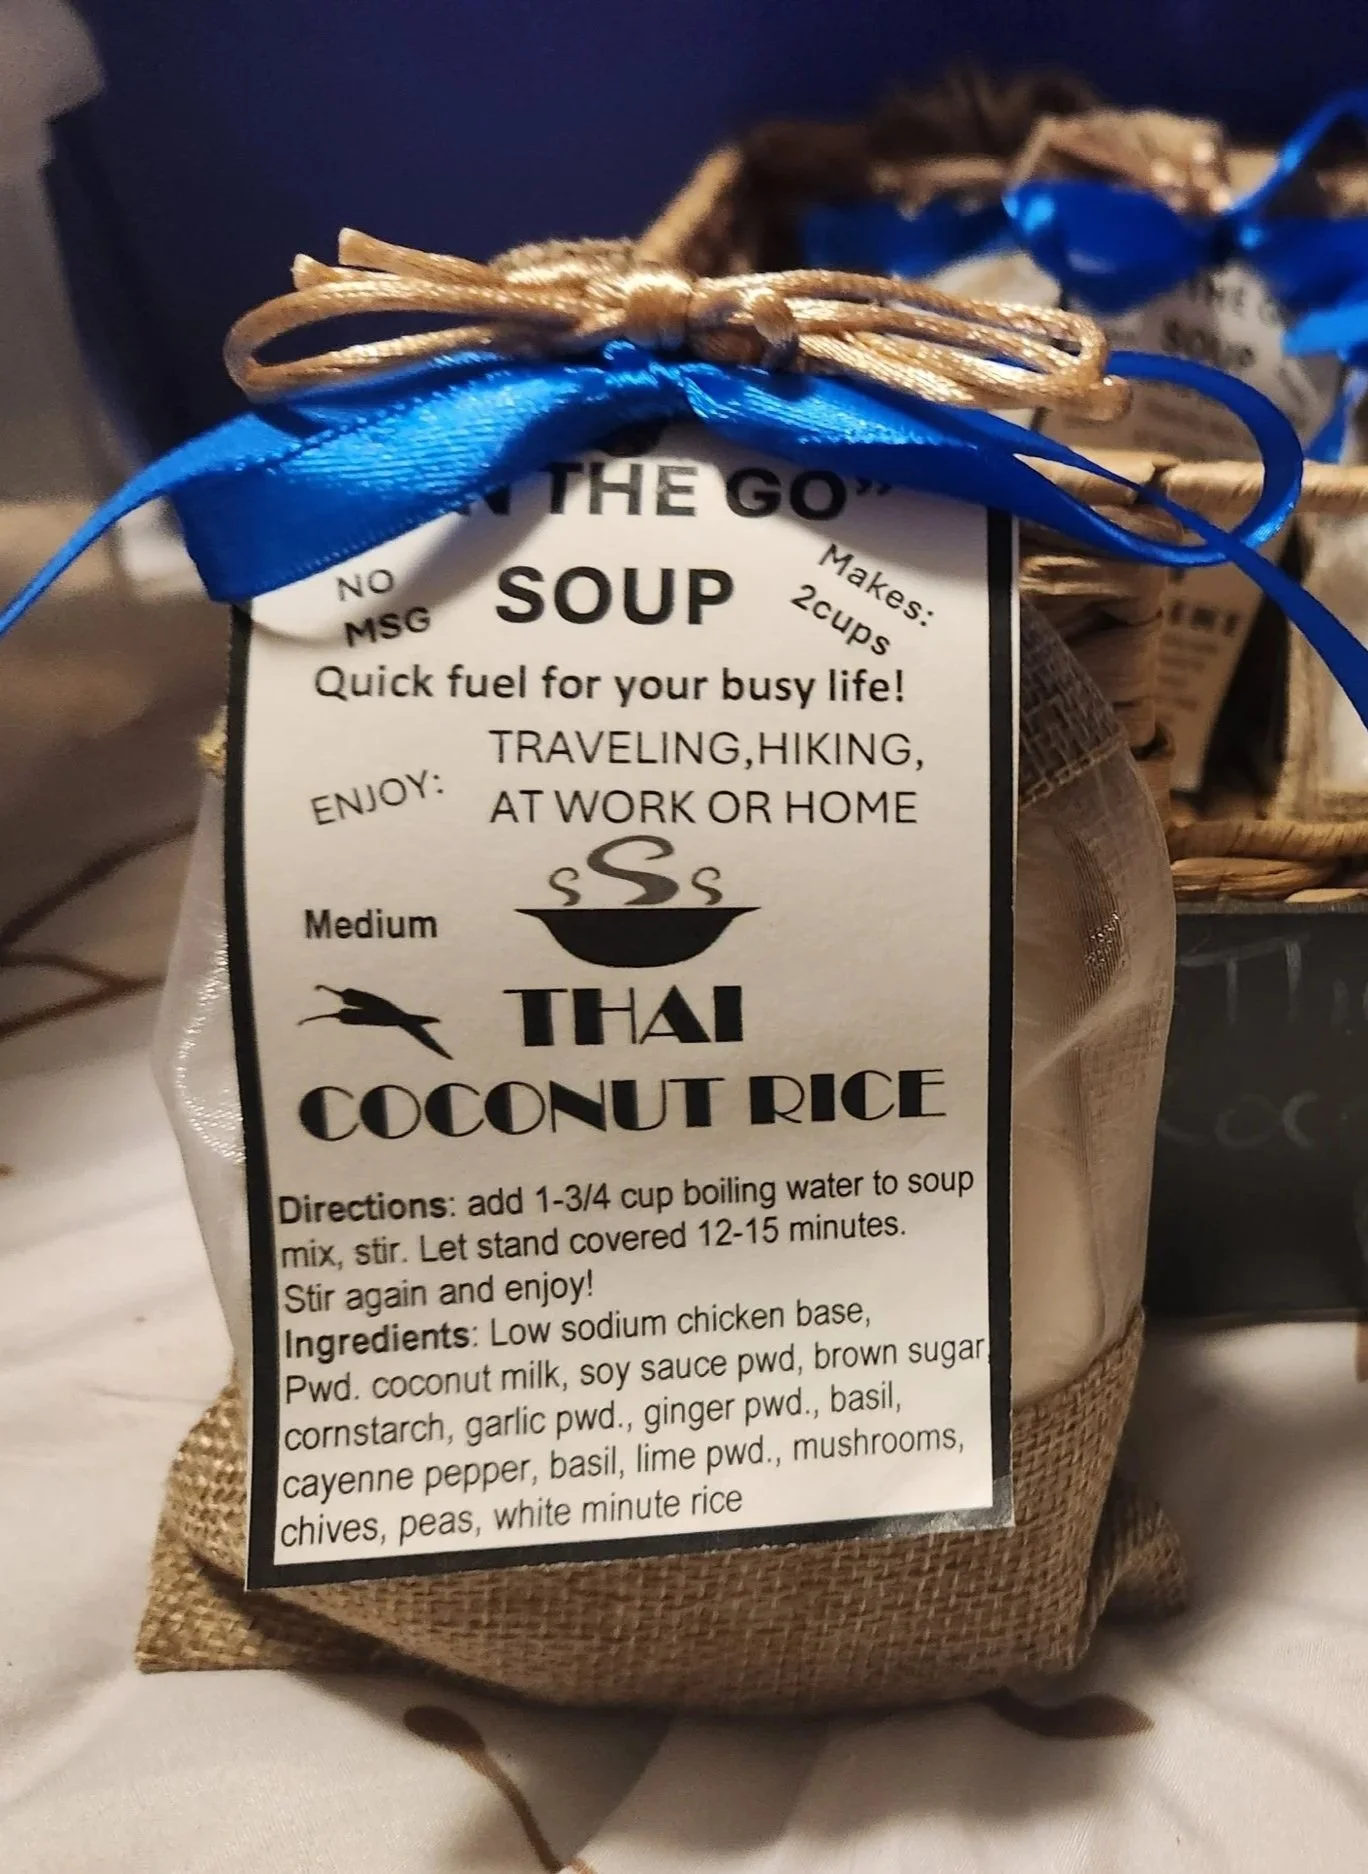 THE GO”
SOUP
NO
MSG
Makes:
2cups
Quick fuel for your busy life!
ENJOY:
TRAVELING,HIKING,
AT WORK OR HOME
Medium
THAI
COCONUT RICE
Directions: add 1-3/4 cup boiling water to soup
mix, stir. Let stand covered 12-15 minutes.
Stir again and enjoy!
Ingredients: Low sodium chicken base,
Pwd. coconut milk, soy sauce pwd, brown sugar,
cornstarch, garlic pwd., ginger pwd., basil,
cayenne pepper, basil, lime pwd., mushrooms,
chives, peas, white minute rice
THE
SOUP